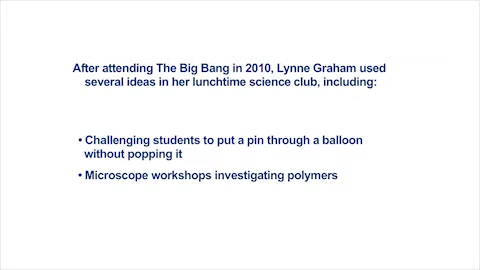 After attending The Big Bang in 2010, Lynne Graham used
several ideas in her lunchtime science club, including:
• Challenging students to put a pin through a balloon
without popping it
• Microscope workshops investigating polymers